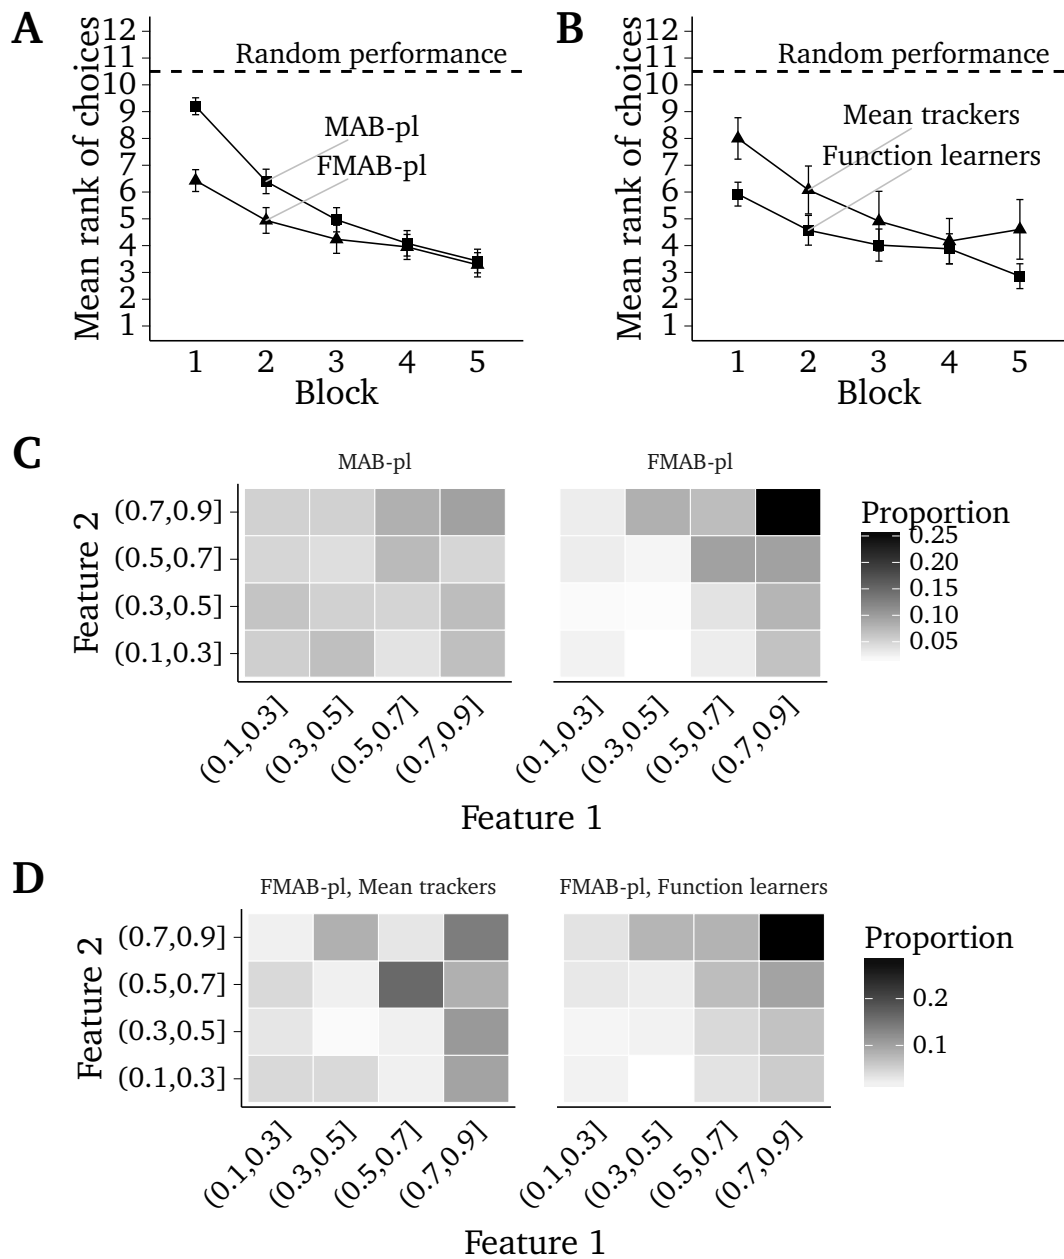 A
Mean rank of choices
12
11
10
9
8
7
6
5
4
3
2
1
Random performance
MAB-pl
FMAB-pl
1 2 3 4 5
Block
B
Mean rank of choices
12
11
10
9
8
7
6
5
4
3
2
1
Random performance
Mean trackers
Function learners
1 2 3 4 5
Block
C
MAB-pl
FMAB-pl
Feature 2
(0.7,0.9]
(0.5,0.7]
(0.3,0.5]
(0.1,0.3]
(0.1,0.3] (0.3,0.5] (0.5,0.7] (0.7,0.9]
(0.1,0.3] (0.3,0.5] (0.5,0.7] (0.7,0.9]
Feature 1
Proportion
0.25
0.20
0.15
0.10
0.05
D
FMAB-pl, Mean trackers
FMAB-pl, Function learners
Feature 2
(0.7,0.9]
(0.5,0.7]
(0.3,0.5]
(0.1,0.3]
(0.1,0.3] (0.3,0.5] (0.5,0.7] (0.7,0.9]
(0.1,0.3] (0.3,0.5] (0.5,0.7] (0.7,0.9]
Feature 1
Proportion
0.2
0.1